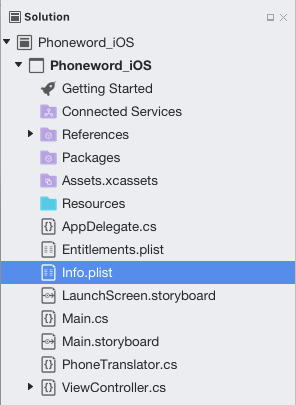 Solution
Phoneword_iOS
Phoneword_iOS
Getting Started
Connected Services
References
Packages
Assets.xcassets
Resources
AppDelegate.cs
Entitlements.plist
Info.plist
LaunchScreen.storyboard
Main.cs
Main.storyboard
PhoneTranslator.cs
ViewController.cs